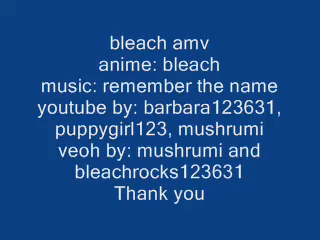 bleach amv
anime: bleach
music: remember the name
youtube by: barbara123631,
puppygirl123, mushrumi
veoh by: mushrumi and
bleachrocks123631
Thank you